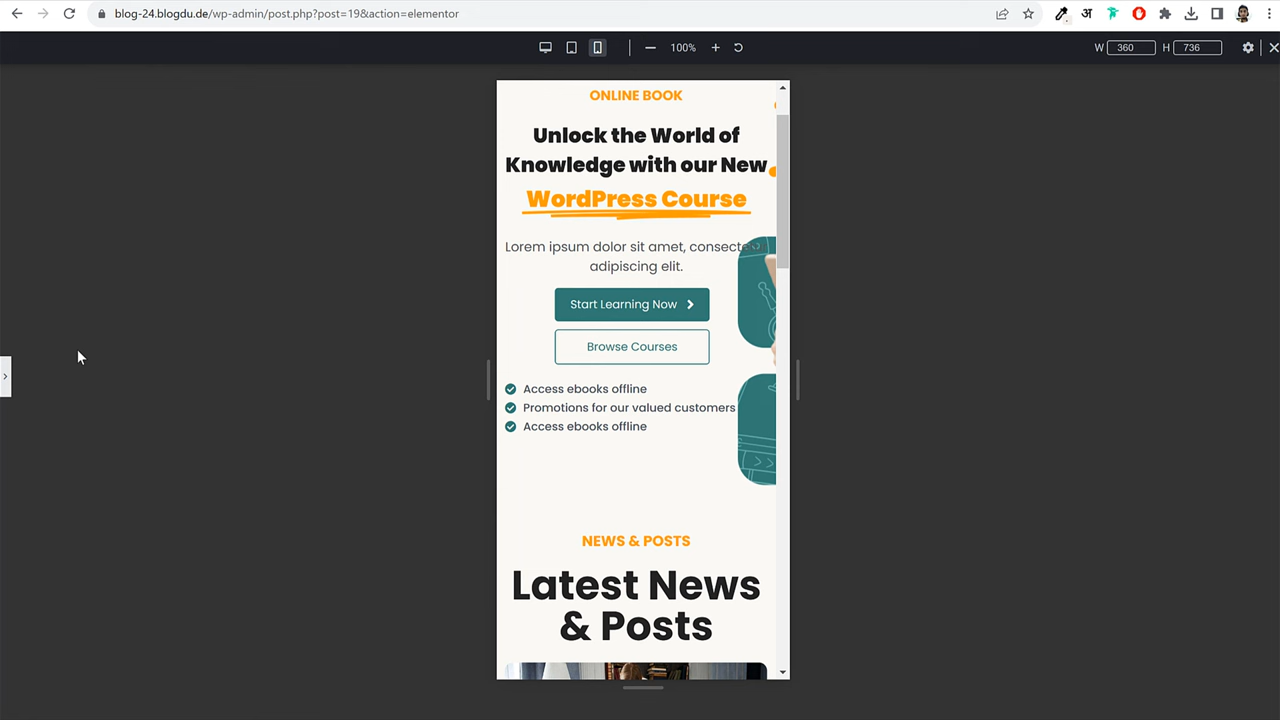 blog-24.blogdu.de/wp-admin/post.php?post=19&action=elementor
अ
100%
W 360 H 736
ONLINE BOOK
Unlock the World of
Knowledge with our New
WordPress Course
Lorem ipsum dolor sit amet, consectetur
adipiscing elit.
Start Learning Now
Browse Courses
Access ebooks offline
Promotions for our valued customers
Access ebooks offline
NEWS & POSTS
Latest News
& Posts